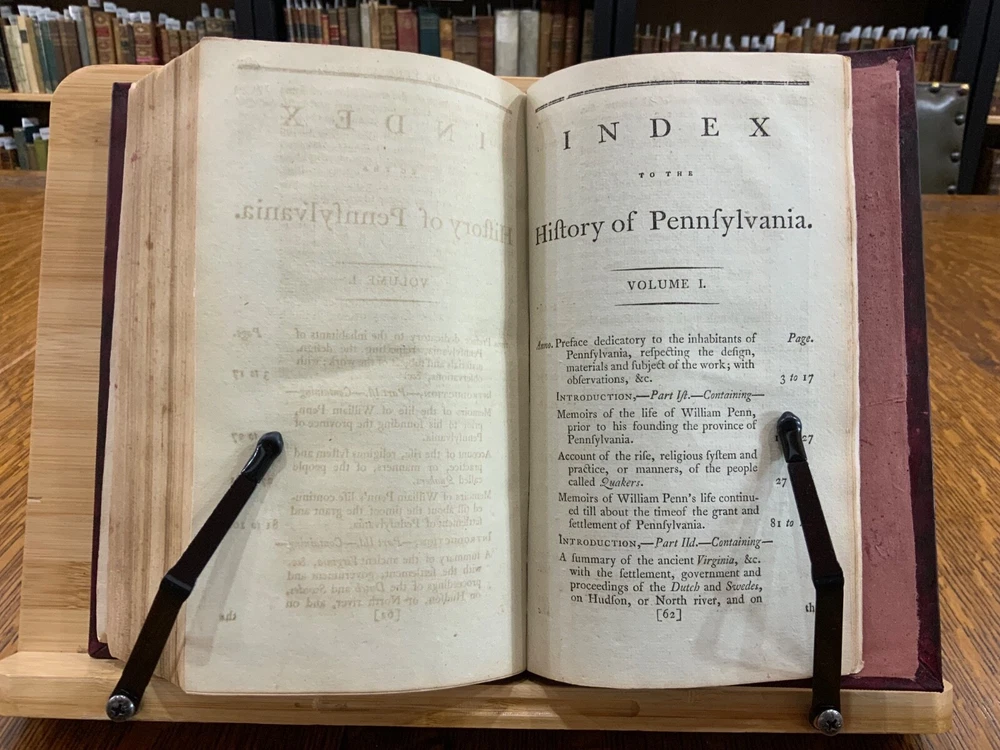 INDEX
TO THE
Hiſtory of Pennſylvania.
VOLUME I.
Anno. Preface dedicatory to the inhabitants of Page.
Pennſylvania, reſpecting the deſign,
materials and ſubject of the work; with
obſervations, &c. 3 to 17
INTRODUCTION,—Part Iſt.—Containing—
Memoirs of the life of William Penn,
prior to his founding the province of
Pennſylvania. 27
Account of the riſe, religious ſyſtem and
practice, or manners, of the people
called Quakers. 27
Memoirs of William Penn's life continu-
ed till about the timeof the grant and
ſettlement of Pennſylvania. 81 to
INTRODUCTION,—Part IId.—Containing—
A ſummary of the ancient Virginia, &c.
with the ſettlement, government and
proceedings of the Dutch and Swedes,
on Hudſon, or North river, and on
[62] th